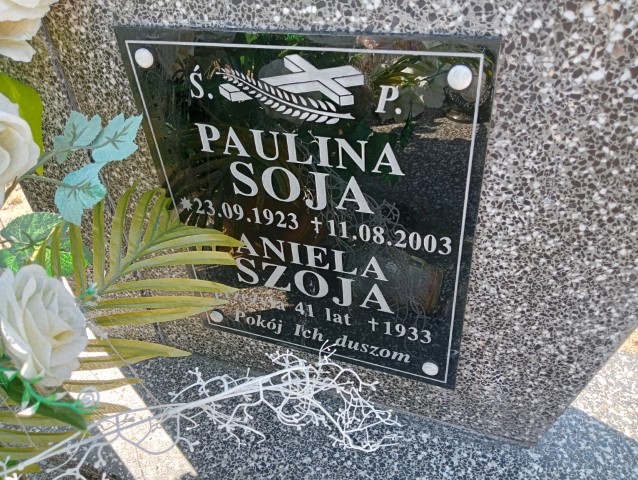 Ś. P.
PAULINA
SOJA
*23.09.1923 †11.08.2003
ANIELA
SZOJA
41 lat †1933
Pokój Ich duszom